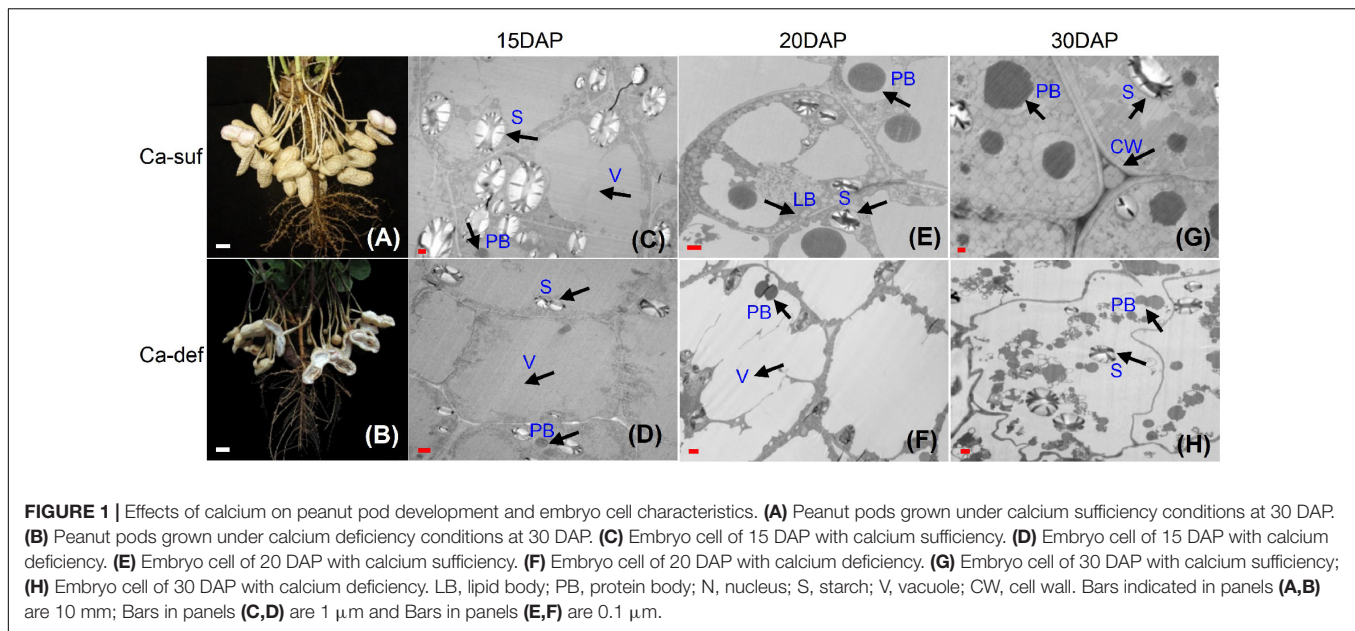 15DAP 20DAP 30DAP
Ca-suf
(A)
S
V
PB
(C)
PB
LB S
(E)
PB
S
CW
(G)
Ca-def
(B)
S
V
PB
(D)
PB
V
(F)
PB
S
(H)
FIGURE 1 | Effects of calcium on peanut pod development and embryo cell characteristics. (A) Peanut pods grown under calcium sufficiency conditions at 30 DAP.
(B) Peanut pods grown under calcium deficiency conditions at 30 DAP. (C) Embryo cell of 15 DAP with calcium sufficiency. (D) Embryo cell of 15 DAP with calcium
deficiency. (E) Embryo cell of 20 DAP with calcium sufficiency. (F) Embryo cell of 20 DAP with calcium deficiency. (G) Embryo cell of 30 DAP with calcium sufficiency;
(H) Embryo cell of 30 DAP with calcium deficiency. LB, lipid body; PB, protein body; N, nucleus; S, starch; V, vacuole; CW, cell wall. Bars indicated in panels (A,B)
are 10 mm; Bars in panels (C,D) are 1 μm and Bars in panels (E,F) are 0.1 μm.